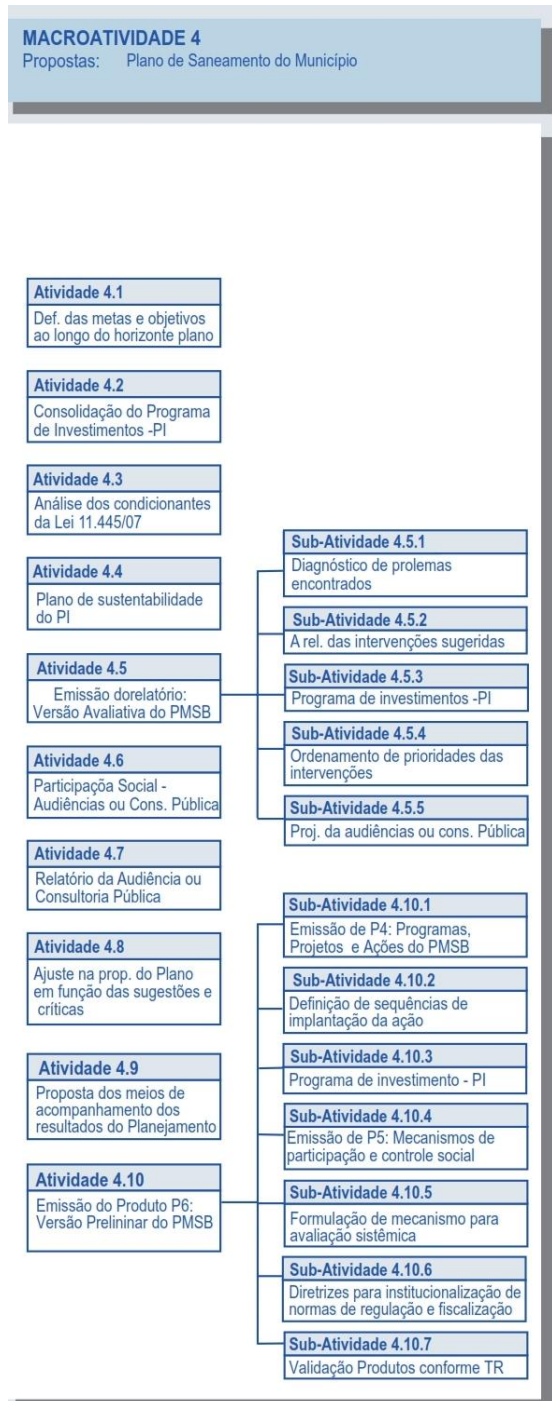 MACROATIVIDADE 4
Propostas: Plano de Saneamento do Município
Atividade 4.1
Def. das metas e objetivos
ao longo do horizonte plano
Atividade 4.2
Consolidação do Programa
de Investimentos -PI
Atividade 4.3
Análise dos condicionantes
da Lei 11.445/07
Atividade 4.4
Plano de sustentabilidade
do PI
Atividade 4.5
Emissão dorelatório:
Versão Avaliativa do PMSB
Sub-Atividade 4.5.1
Diagnóstico de prolemas
encontrados
Sub-Atividade 4.5.2
A rel. das intervenções sugeridas
Sub-Atividade 4.5.3
Programa de investimentos -PI
Sub-Atividade 4.5.4
Ordenamento de prioridades das
intervenções
Sub-Atividade 4.5.5
Proj. da audiências ou cons. Pública
Atividade 4.6
Participaçõa Social -
Audiências ou Cons. Pública
Atividade 4.7
Relatório da Audiência ou
Consultoria Pública
Atividade 4.8
Ajuste na prop. do Plano
em função das sugestões e
críticas
Atividade 4.9
Proposta dos meios de
acompanhamento dos
resultados do Planejamento
Atividade 4.10
Emissão do Produto P6:
Versão Prelininar do PMSB
Sub-Atividade 4.10.1
Emissão de P4: Programas,
Projetos e Ações do PMSB
Sub-Atividade 4.10.2
Definição de sequências de
implantação da ação
Sub-Atividade 4.10.3
Programa de investimento - PI
Sub-Atividade 4.10.4
Emissão de P5: Mecanismos de
participação e controle social
Sub-Atividade 4.10.5
Formulação de mecanismo para
avaliação sistêmica
Sub-Atividade 4.10.6
Diretrizes para institucionalização de
normas de regulação e fiscalização
Sub-Atividade 4.10.7
Validação Produtos conforme TR